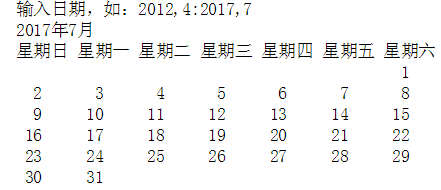 输入日期，如：2012,4:2017,7
2017年7月
星期日 星期一 星期二 星期三 星期四 星期五 星期六
1
2 3 4 5 6 7 8
9 10 11 12 13 14 15
16 17 18 19 20 21 22
23 24 25 26 27 28 29
30 31